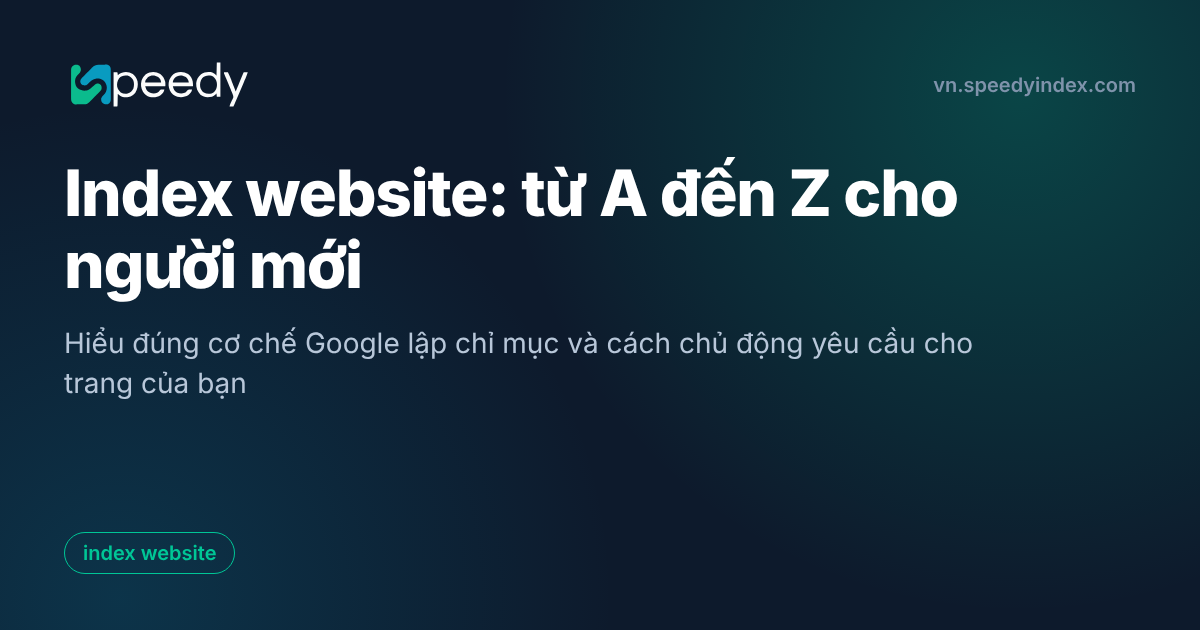 Speedy
vn.speedyindex.com
Index website: từ A đến Z cho
người mới
Hiểu đúng cơ chế Google lập chỉ mục và cách chủ động yêu cầu cho
trang của bạn
index website